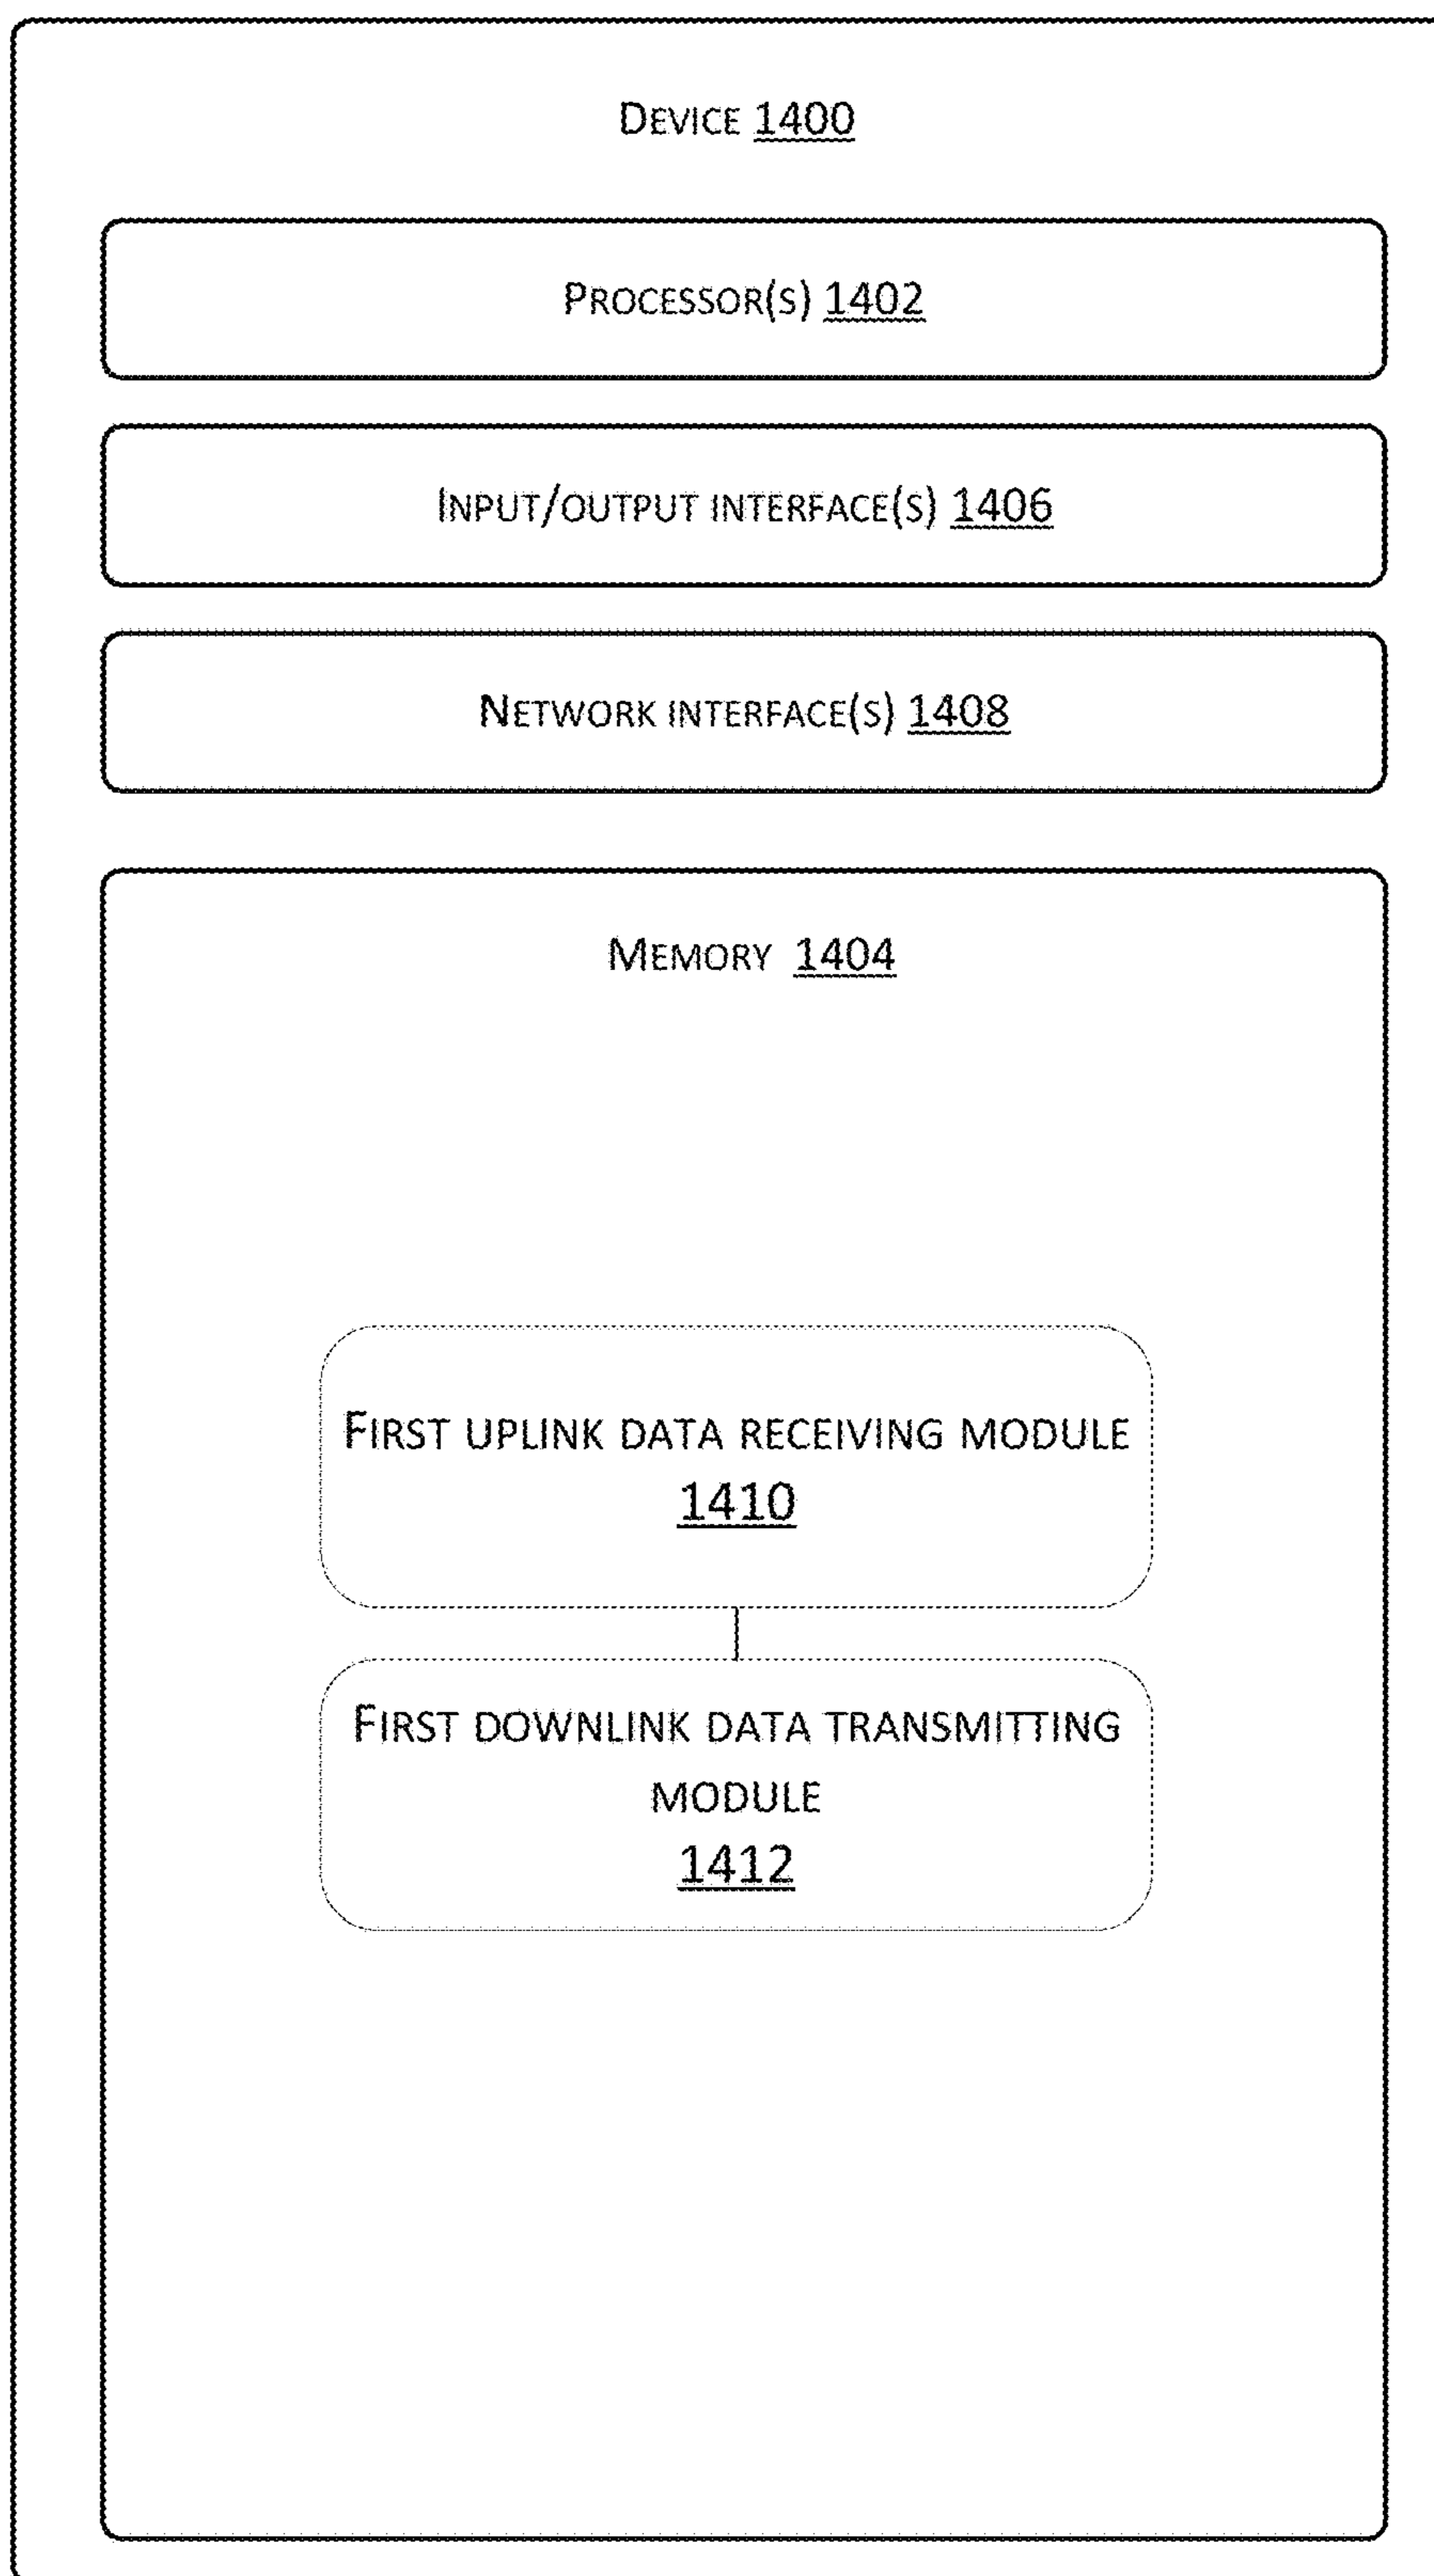 DEVICE 1400
PROCESSOR(S) 1402
INPUT/OUTPUT INTERFACE(S) 1406
NETWORK INTERFACE(S) 1408
MEMORY 1404
FIRST UPLINK DATA RECEIVING MODULE
1410
FIRST DOWNLINK DATA TRANSMITTING
MODULE
1412